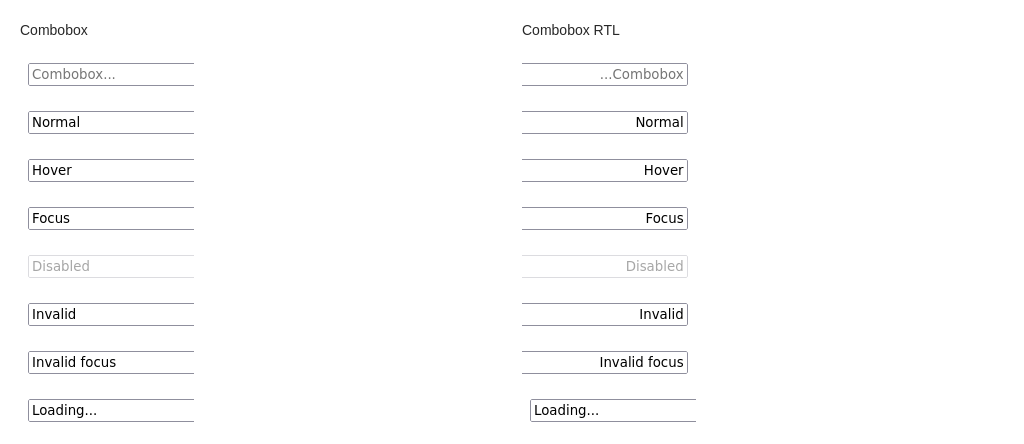 Combobox
Combobox...
Normal
Hover
Focus
Disabled
Invalid
Invalid focus
Loading...
Combobox RTL
...Combobox
Normal
Hover
Focus
Disabled
Invalid
Invalid focus
Loading...